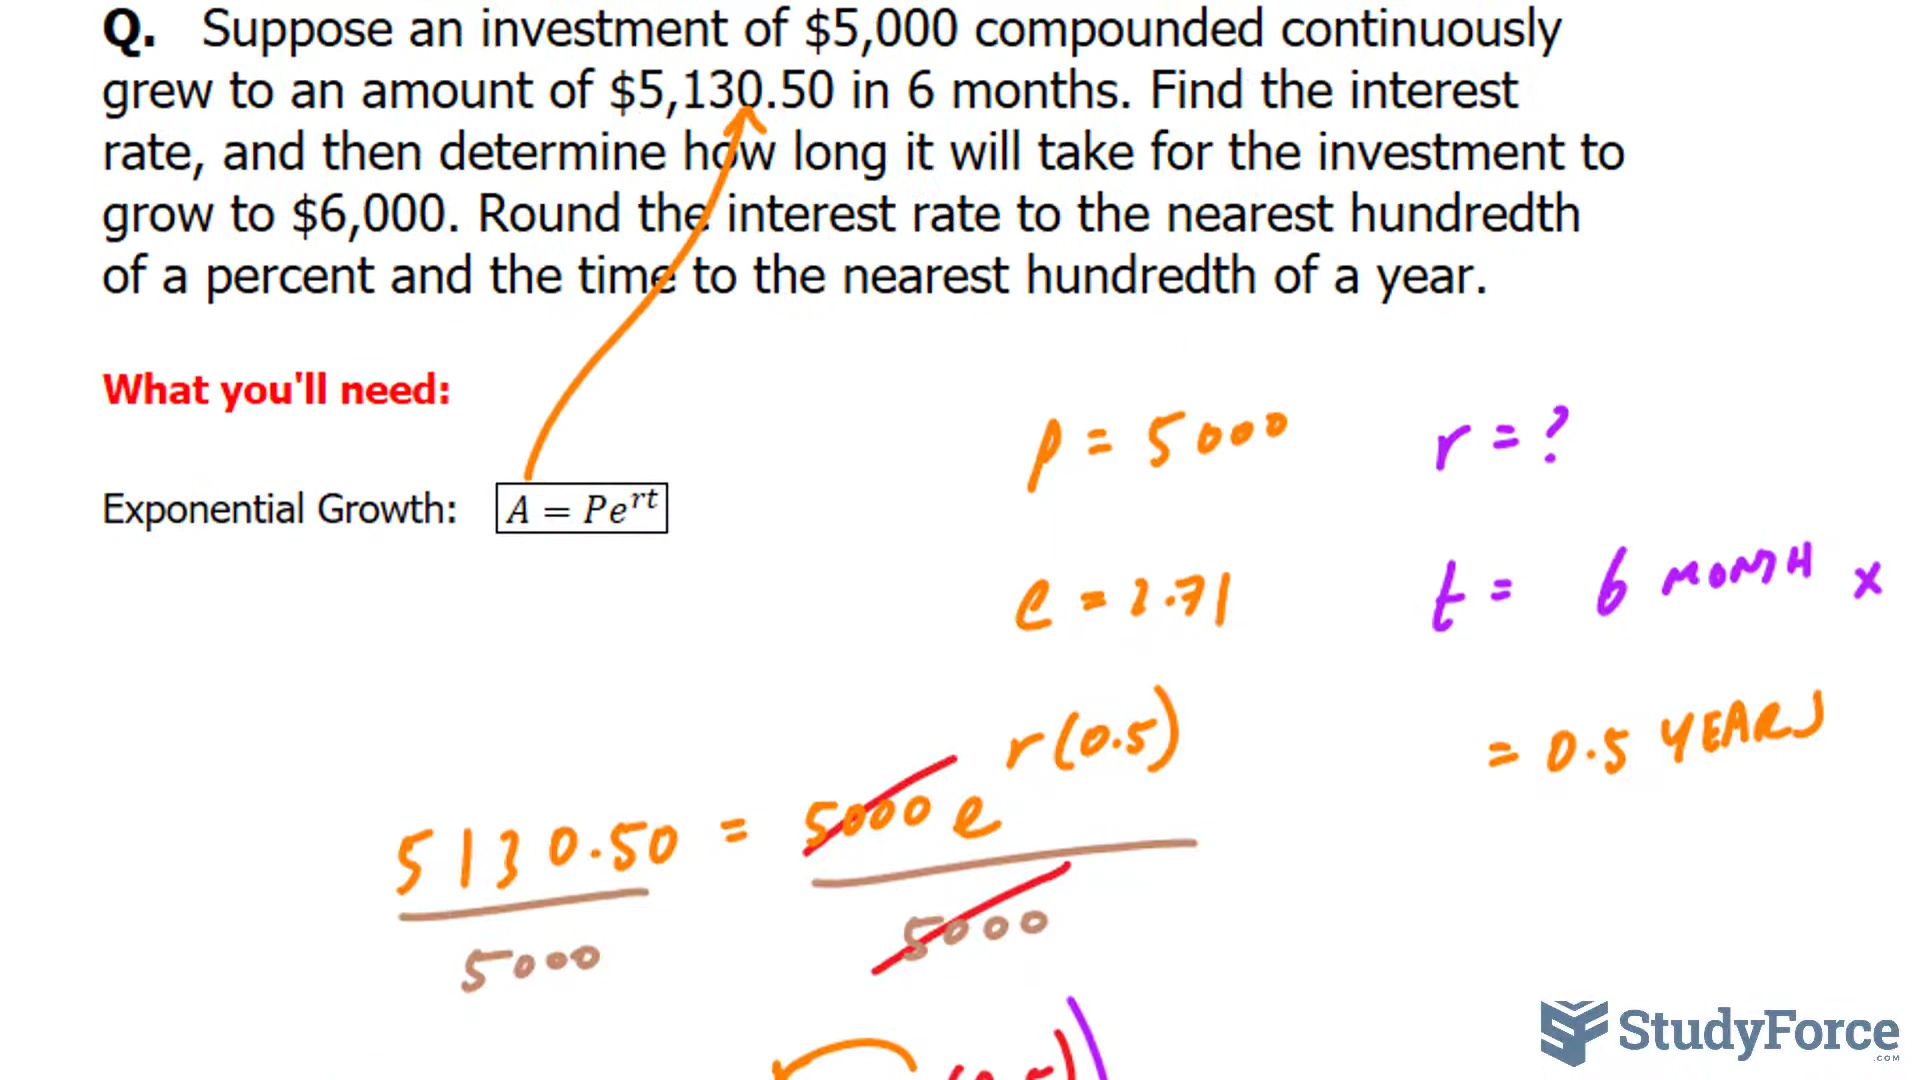 Q. Suppose an investment of $5,000 compounded continuously
grew to an amount of $5,130.50 in 6 months. Find the interest
rate, and then determine how long it will take for the investment to
grow to $6,000. Round the interest rate to the nearest hundredth
of a percent and the time to the nearest hundredth of a year.
What you'll need:
P = 5000 r = ?
Exponential Growth: A = Pe^{rt}
e = 2.71 t = 6 MONTH x
= 0.5 YEARS
r(0.5)
5130.50 = 5000 e
5000 5000
StudyForce
.COM